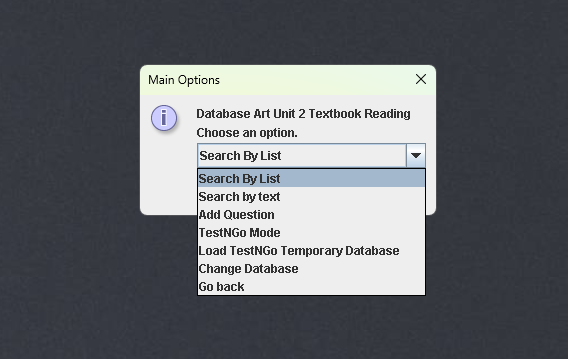 Main Options
Database Art Unit 2 Textbook Reading
Choose an option.
Search By List
Search By List
Search by text
Add Question
TestNGo Mode
Load TestNGo Temporary Database
Change Database
Go back